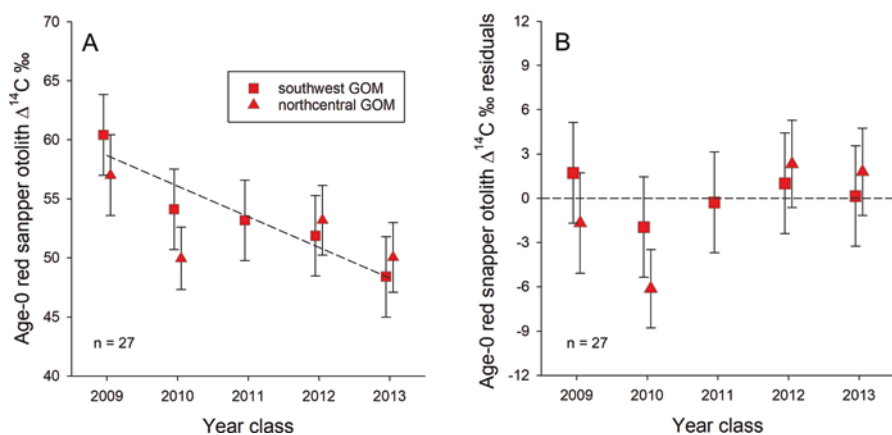 A
Age-0 red sanpper otolith Δ¹⁴C ‰
70
65
60
55
50
45
40
southwest GOM
northcentral GOM
n = 27
2009 2010 2011 2012 2013
Year class
B
Age-0 red snapper otolith Δ¹⁴C ‰ residuals
12
9
6
3
0
-3
-6
-9
-12
n = 27
2009 2010 2011 2012 2013
Year class